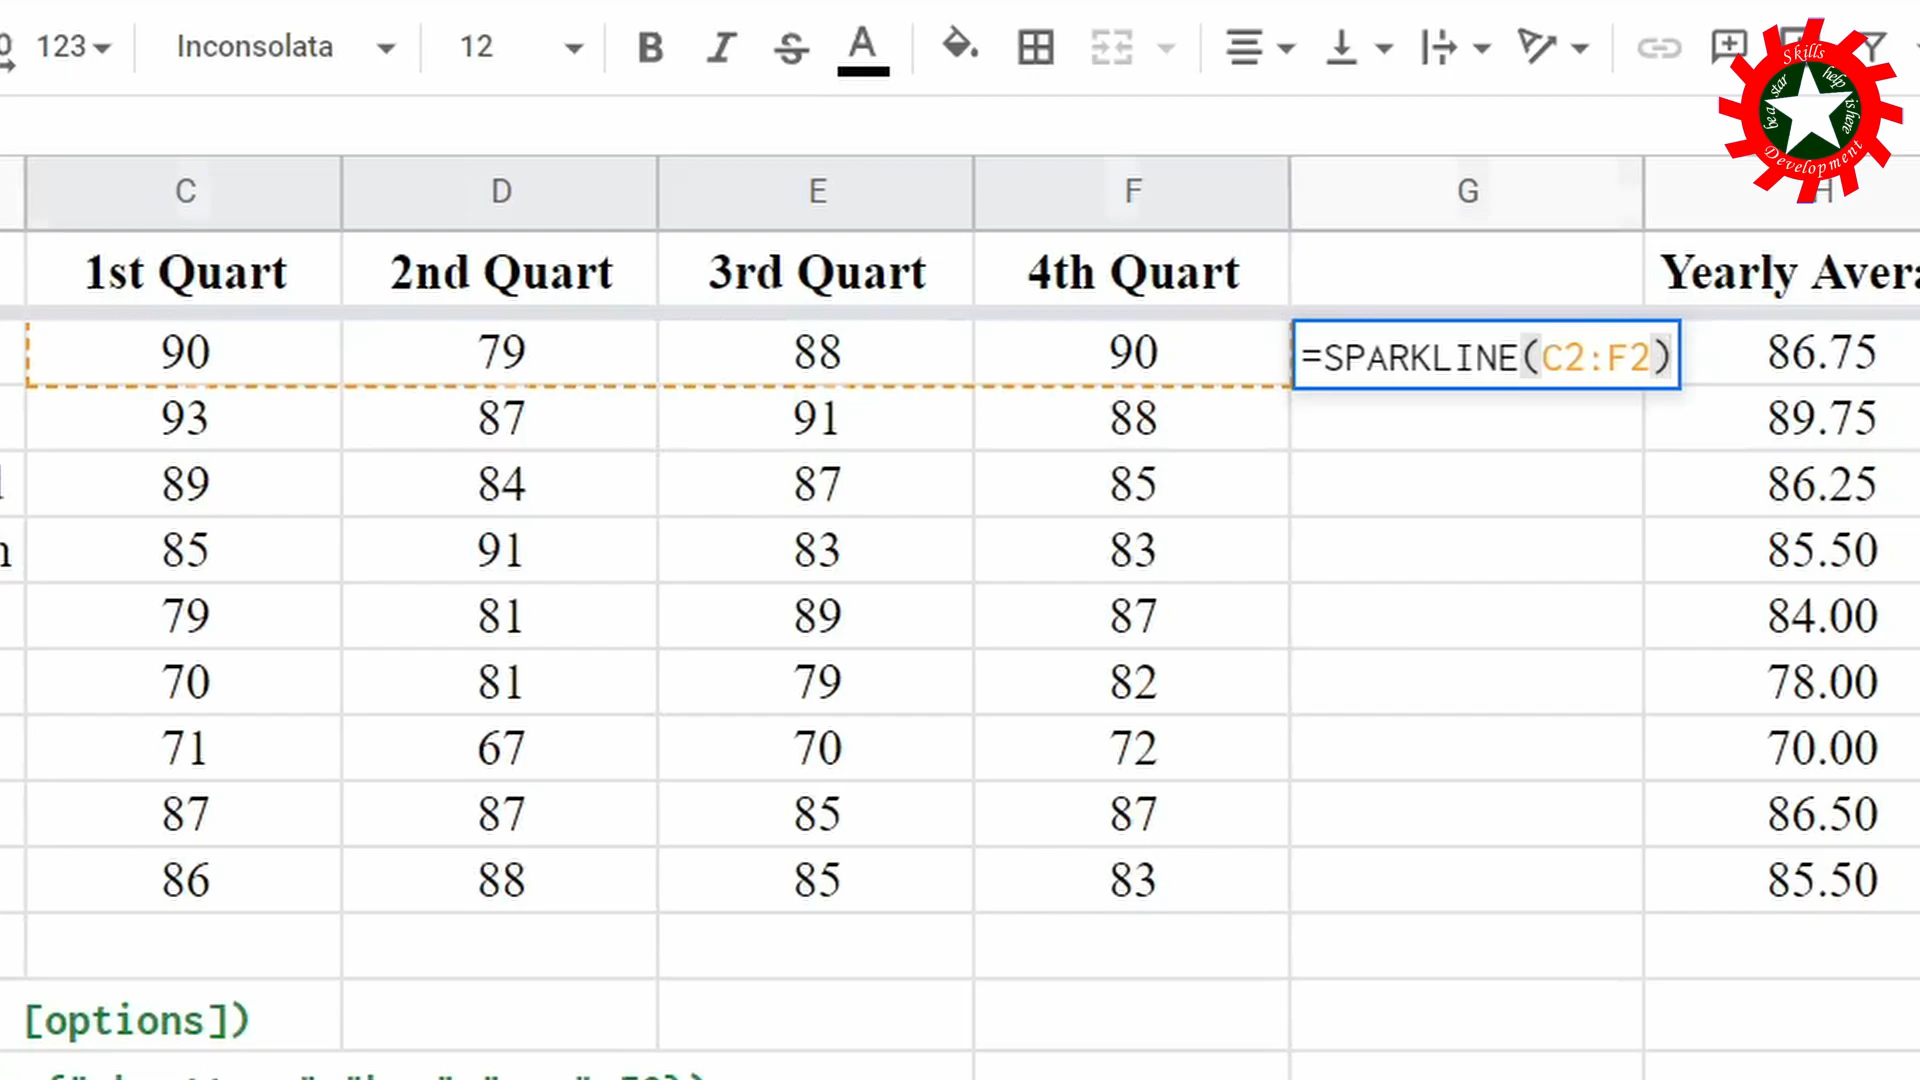 123 Inconsolata 12 B I S A
Skills
be a star help is here
Development
C D E F G H
1st Quart 2nd Quart 3rd Quart 4th Quart Yearly Avera
90 79 88 90 =SPARKLINE(C2:F2) 86.75
93 87 91 88 89.75
89 84 87 85 86.25
85 91 83 83 85.50
79 81 89 87 84.00
70 81 79 82 78.00
71 67 70 72 70.00
87 87 85 87 86.50
86 88 85 83 85.50
[options])